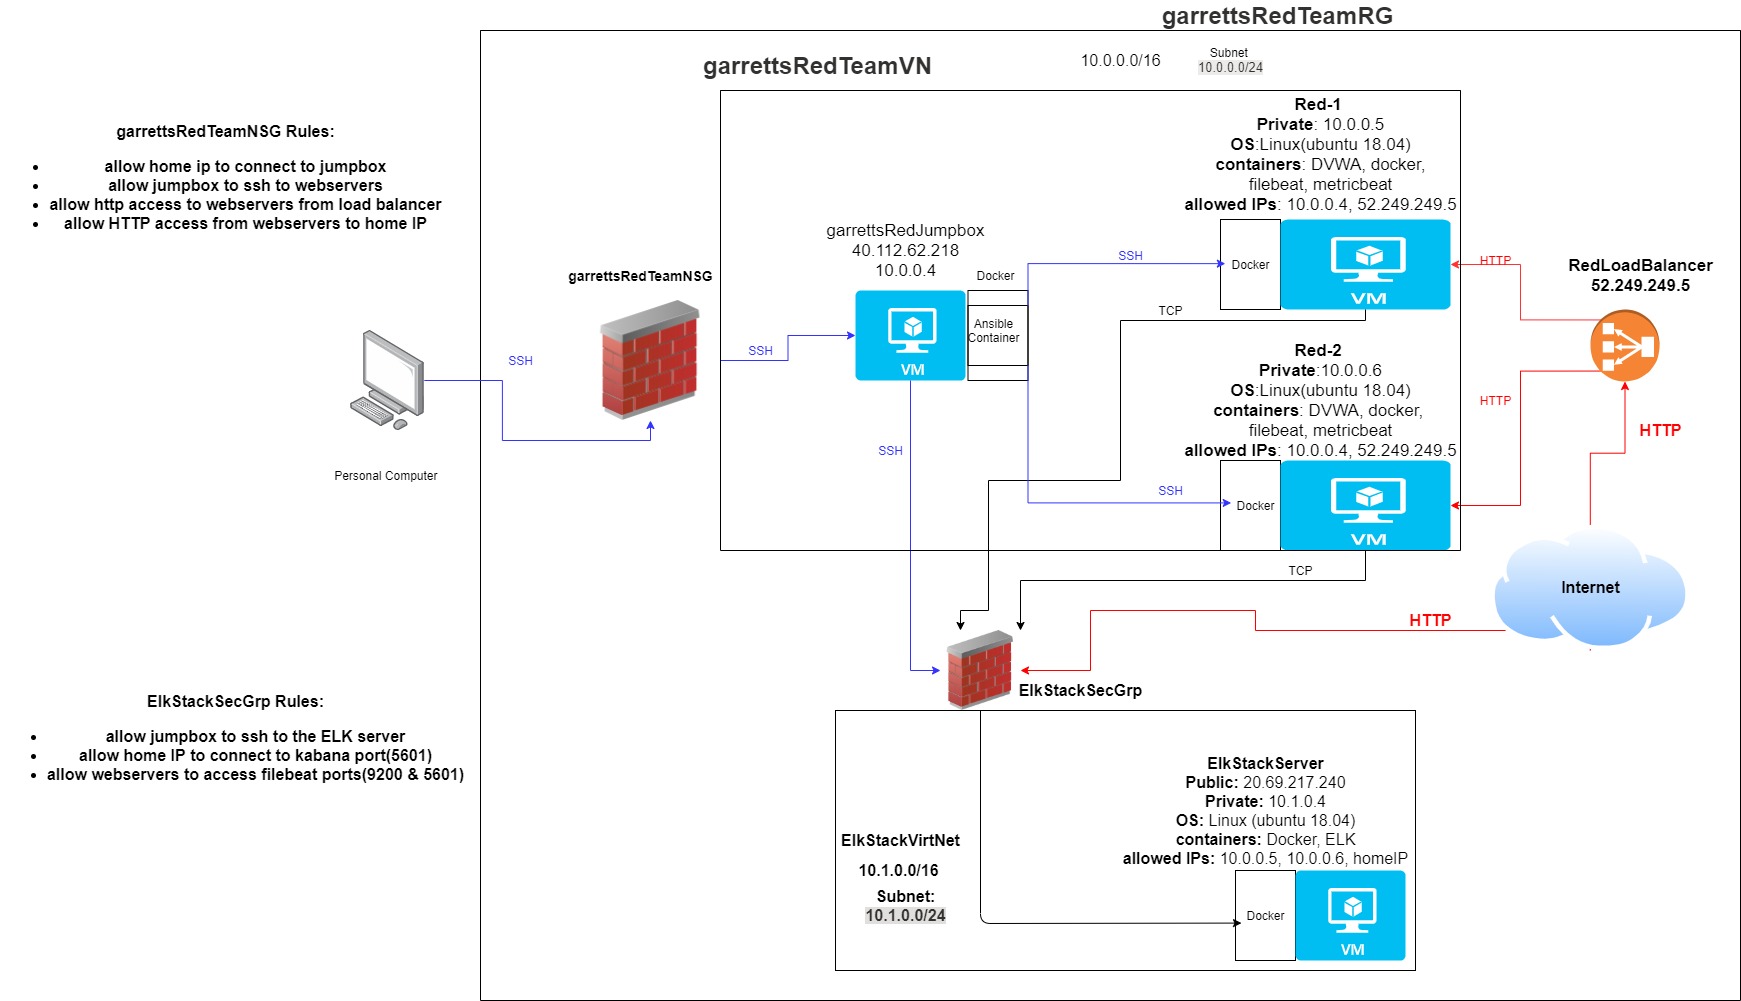 garrettsRedTeamRG
garrettsRedTeamVN
10.0.0.0/16
Subnet
10.0.0.0/24
garrettsRedTeamNSG Rules:
allow home ip to connect to jumpbox
allow jumpbox to ssh to webservers
allow http access to webservers from load balancer
allow HTTP access from webservers to home IP
Red-1
Private: 10.0.0.5
OS:Linux(ubuntu 18.04)
containers: DVWA, docker,
filebeat, metricbeat
allowed IPs: 10.0.0.4, 52.249.249.5
garrettsRedJumpbox
40.112.62.218
10.0.0.4
garrettsRedTeamNSG
Docker
Ansible
Container
VM
SSH
Docker
VM
HTTP
RedLoadBalancer
52.249.249.5
TCP
SSH
SSH
Personal Computer
Red-2
Private:10.0.0.6
OS:Linux(ubuntu 18.04)
containers: DVWA, docker,
filebeat, metricbeat
allowed IPs: 10.0.0.4, 52.249.249.5
HTTP
HTTP
SSH
SSH
Docker
VM
TCP
Internet
HTTP
ElkStackSecGrp
ElkStackSecGrp Rules:
allow jumpbox to ssh to the ELK server
allow home IP to connect to kabana port(5601)
allow webservers to access filebeat ports(9200 & 5601)
ElkStackServer
Public: 20.69.217.240
Private: 10.1.0.4
OS: Linux (ubuntu 18.04)
containers: Docker, ELK
allowed IPs: 10.0.0.5, 10.0.0.6, homeIP
ElkStackVirtNet
10.1.0.0/16
Subnet:
10.1.0.0/24
Docker
VM